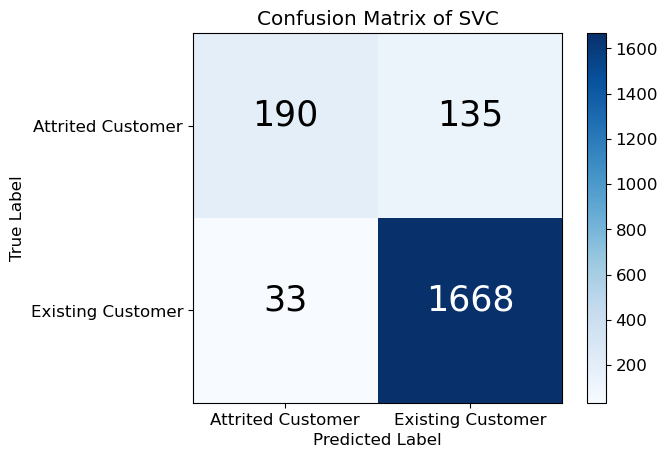 Confusion Matrix of SVC
True Label
Attrited Customer
190
135
Existing Customer
33
1668
Attrited Customer
Existing Customer
Predicted Label
1600
1400
1200
1000
800
600
400
200